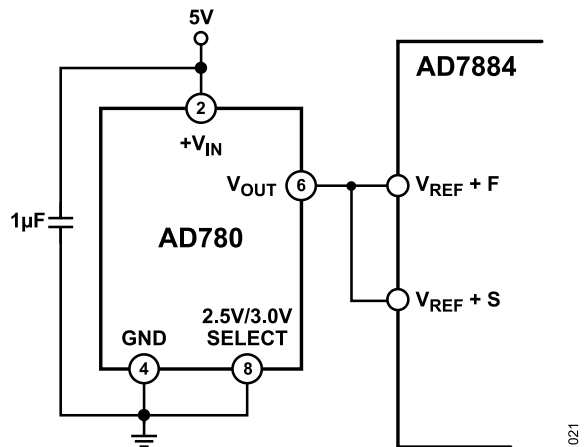 5V
AD7884
2
+VIN
VOUT
6
VREF + F
1µF
AD780
VREF + S
2.5V/3.0V
GND
SELECT
4
8
021